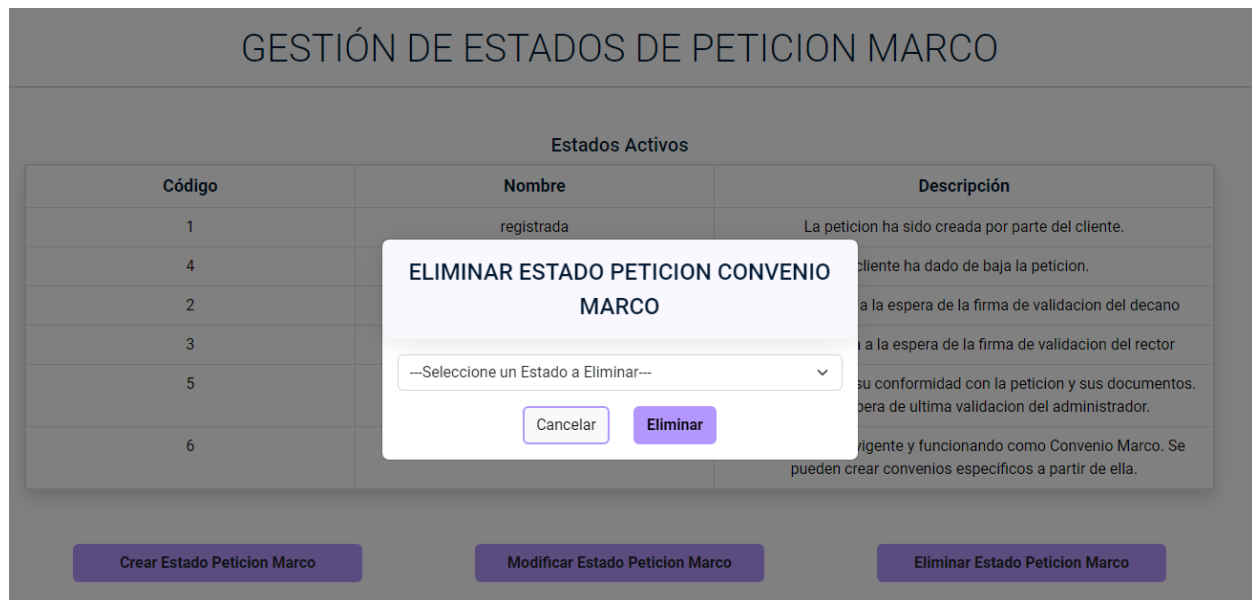 GESTIÓN DE ESTADOS DE PETICION MARCO
Estados Activos
Código Nombre Descripción
1 registrada La peticion ha sido creada por parte del cliente.
4 cliente ha dado de baja la peticion.
2 a la espera de la firma de validacion del decano
3 a la espera de la firma de validacion del rector
5 su conformidad con la peticion y sus documentos.
de ultima validacion del administrador.
6 vigente y funcionando como Convenio Marco. Se
pueden crear convenios especificos a partir de ella.
ELIMINAR ESTADO PETICION CONVENIO
MARCO
---Seleccione un Estado a Eliminar---
Cancelar Eliminar
Crear Estado Peticion Marco Modificar Estado Peticion Marco Eliminar Estado Peticion Marco